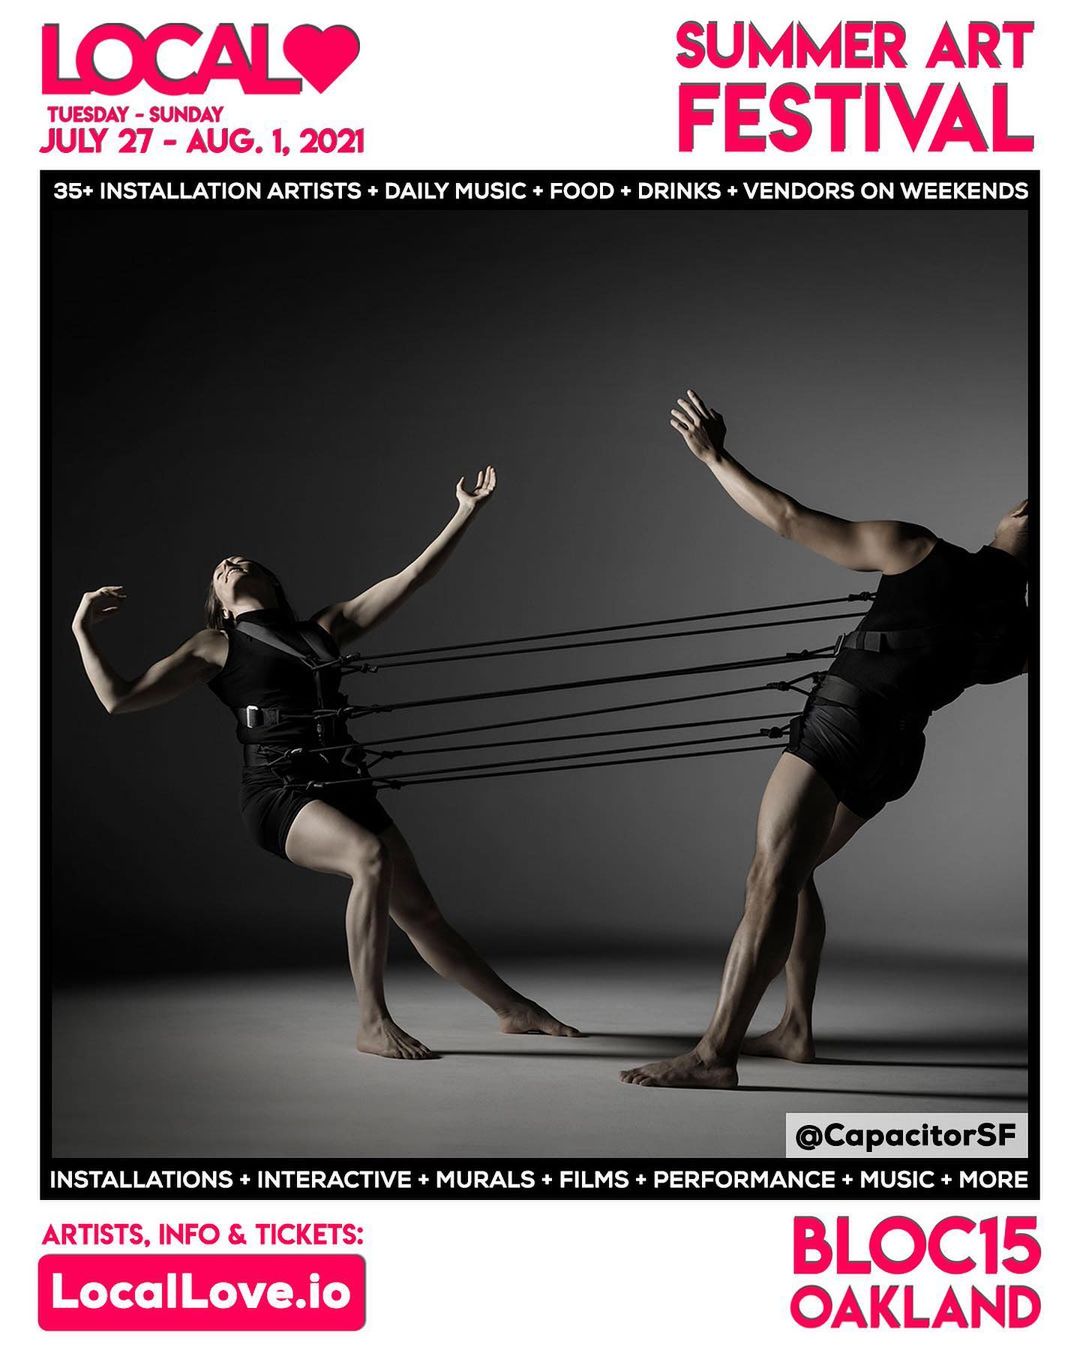 LOCAL
TUESDAY - SUNDAY
JULY 27 - AUG. 1, 2021
SUMMER ART
FESTIVAL
35+ INSTALLATION ARTISTS + DAILY MUSIC + FOOD + DRINKS + VENDORS ON WEEKENDS
@CapacitorSF
INSTALLATIONS + INTERACTIVE + MURALS + FILMS + PERFORMANCE + MUSIC + MORE
ARTISTS, INFO & TICKETS:
LocalLove.io
BLOC15
OAKLAND